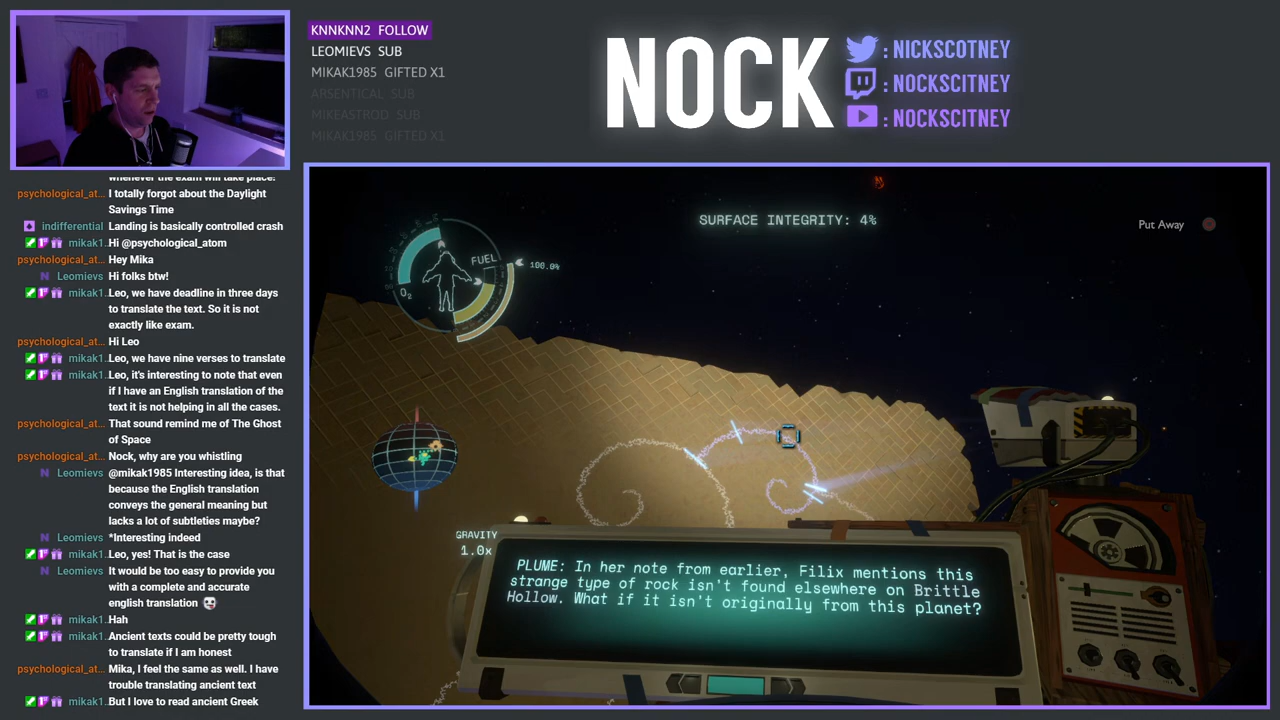 KNNKNN2 FOLLOW
LEOMIEVS SUB
MIKAK1985 GIFTED X1
ARSENTICAL SUB
MIKEASTROD SUB
MIKAK1985 GIFTED X1
NOCK
: NICKSCOTNEY
: NOCKSCITNEY
: NOCKSCITNEY
whenever the exam will take place!
psychological_at... I totally forgot about the Daylight
Savings Time
indifferential Landing is basically controlled crash
mikak1... Hi @psychological_atom
psychological_at... Hey Mika
Leomievs Hi folks btw!
mikak1... Leo, we have deadline in three days
to translate the text. So it is not
exactly like exam.
psychological_at... Hi Leo
mikak1... Leo, we have nine verses to translate
mikak1... Leo, it's interesting to note that even
if I have an English translation of the
text it is not helping in all the cases.
psychological_at... That sound remind me of The Ghost
of Space
psychological_at... Nock, why are you whistling
Leomievs @mikak1985 Interesting idea, is that
because the English translation
conveys the general meaning but
lacks a lot of subtleties maybe?
Leomievs *Interesting indeed
mikak1... Leo, yes! That is the case
Leomievs It would be too easy to provide you
with a complete and accurate
english translation
mikak1... Hah
mikak1... Ancient texts could be pretty tough
to translate if I am honest
psychological_at... Mika, I feel the same as well. I have
trouble translating ancient text
mikak1... But I love to read ancient Greek
SURFACE INTEGRITY: 4%
Put Away
FUEL
100.0%
O₂
GRAVITY
1.0x
PLUME: In her note from earlier, Filix mentions this
strange type of rock isn't found elsewhere on Brittle
Hollow. What if it isn't originally from this planet?